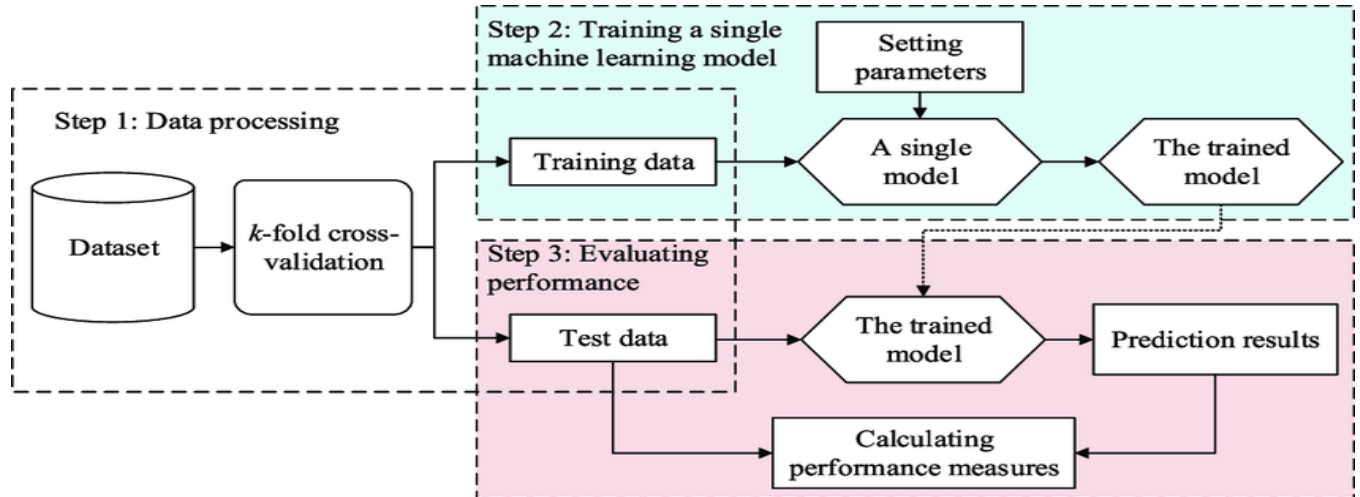 Step 2: Training a single
machine learning model
Setting
parameters
Step 1: Data processing
Training data
A single
model
The trained
model
Dataset
k-fold cross-
validation
Step 3: Evaluating
performance
Test data
The trained
model
Prediction results
Calculating
performance measures